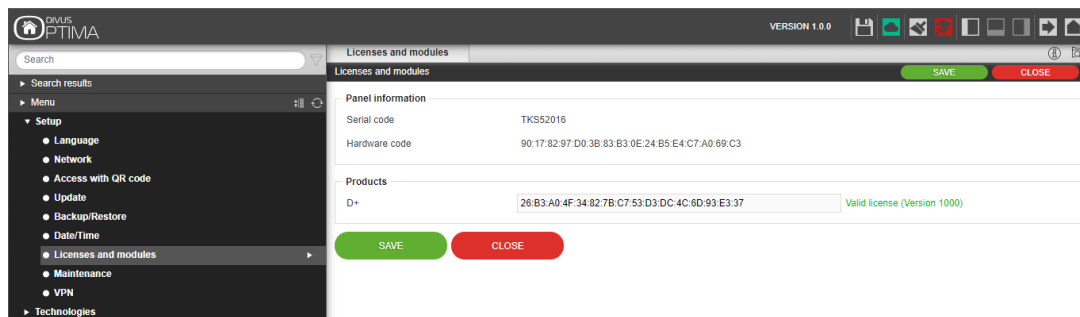 DIVUS
OPTIMA
VERSION 1.0.0
Search
Search results
Menu
Setup
Language
Network
Access with QR code
Update
Backup/Restore
Date/Time
Licenses and modules
Maintenance
VPN
Technologies
Licenses and modules
Licenses and modules
SAVE
CLOSE
Panel information
Serial code TKS52016
Hardware code 90:17:82:97:D0:3B:83:B3:0E:24:B5:E4:C7:A0:69:C3
Products
D+ 26:B3:A0:4F:34:82:7B:C7:53:D3:DC:4C:6D:93:E3:37 Valid license (Version 1000)
SAVE
CLOSE